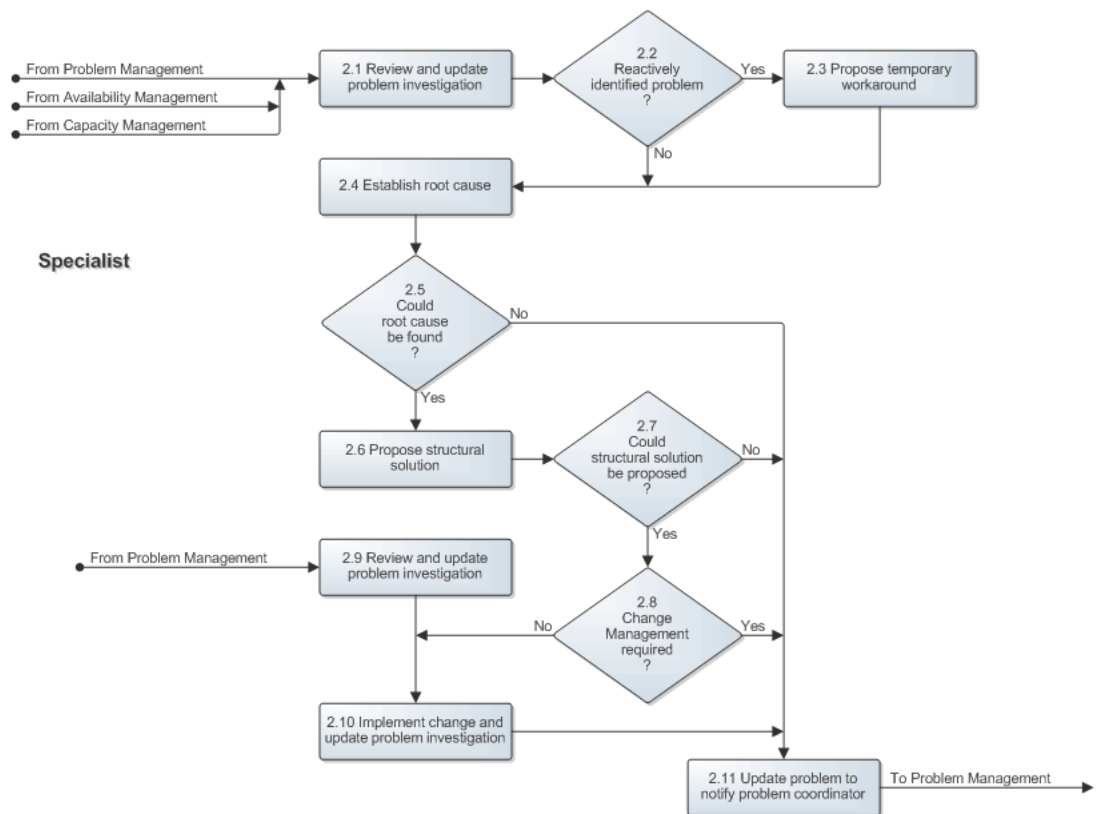 From Problem Management
From Availability Management
From Capacity Management
2.1 Review and update
problem investigation
2.2
Reactively
identified problem
?
Yes
2.3 Propose temporary
workaround
No
2.4 Establish root cause
Specialist
2.5
Could
root cause
be found
?
No
Yes
2.6 Propose structural
solution
2.7
Could
structural solution
be proposed
?
No
Yes
From Problem Management
2.9 Review and update
problem investigation
2.8
Change
Management
required
?
No
Yes
2.10 Implement change and
update problem investigation
2.11 Update problem to
notify problem coordinator
To Problem Management